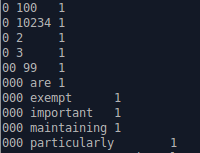 0 100 1
0 10234 1
0 2 1
0 3 1
00 99 1
000 are 1
000 exempt 1
000 important 1
000 maintaining 1
000 particularly 1